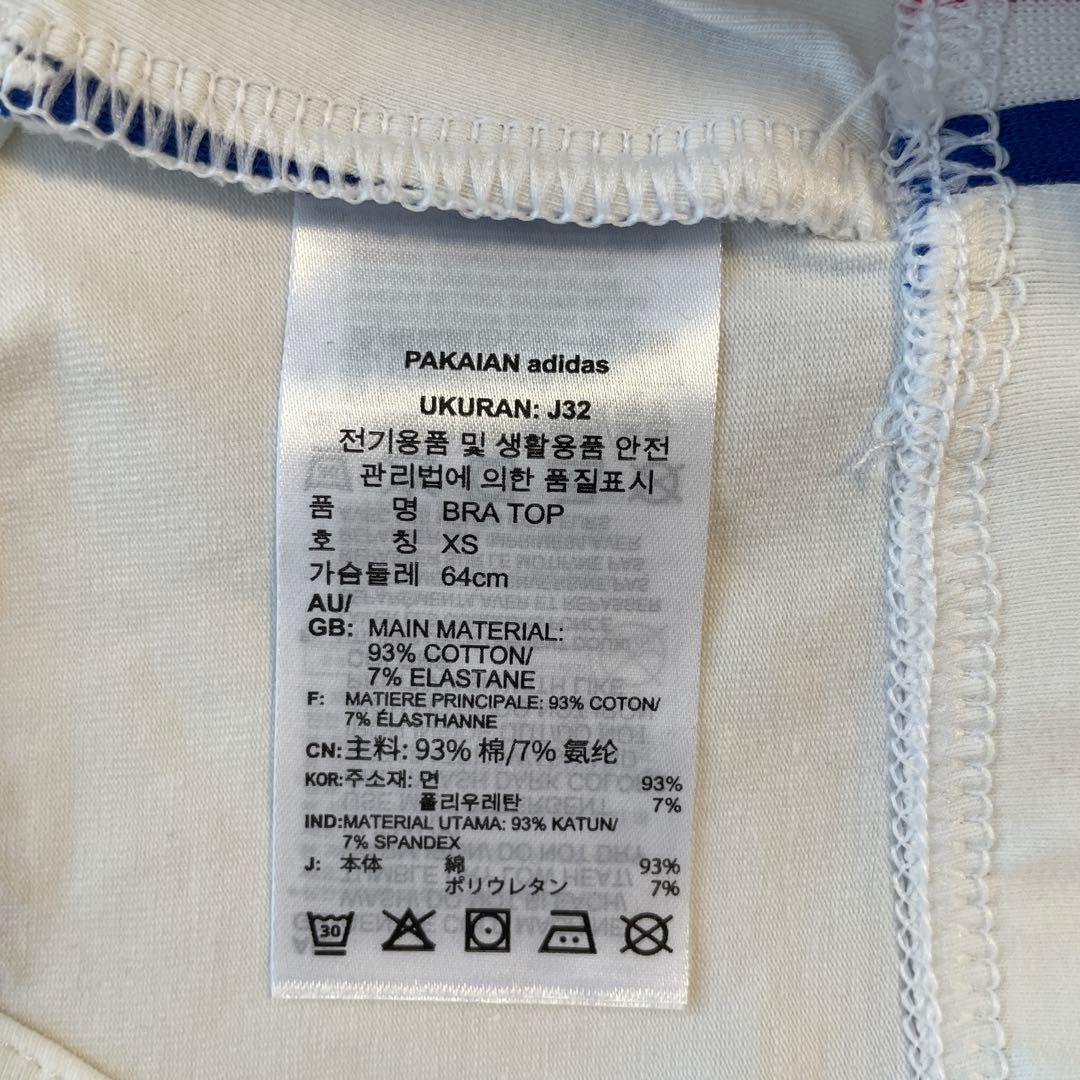 PAKAIAN adidas
UKURAN: J32
전기용품 및 생활용품 안전
관리법에 의한 품질표시
품 명 BRA TOP
호 칭 XS
가슴둘레 64cm
AU/
GB: MAIN MATERIAL:
93% COTTON/
7% ELASTANE
F: MATIERE PRINCIPALE: 93% COTON/
7% ÉLASTHANNE
CN: 主料: 93% 棉/7% 氨纶
KOR: 주소재: 면 93%
폴리우레탄 7%
IND: MATERIAL UTAMA: 93% KATUN/
7% SPANDEX
J: 本体 綿 93%
ポリウレタン 7%
30